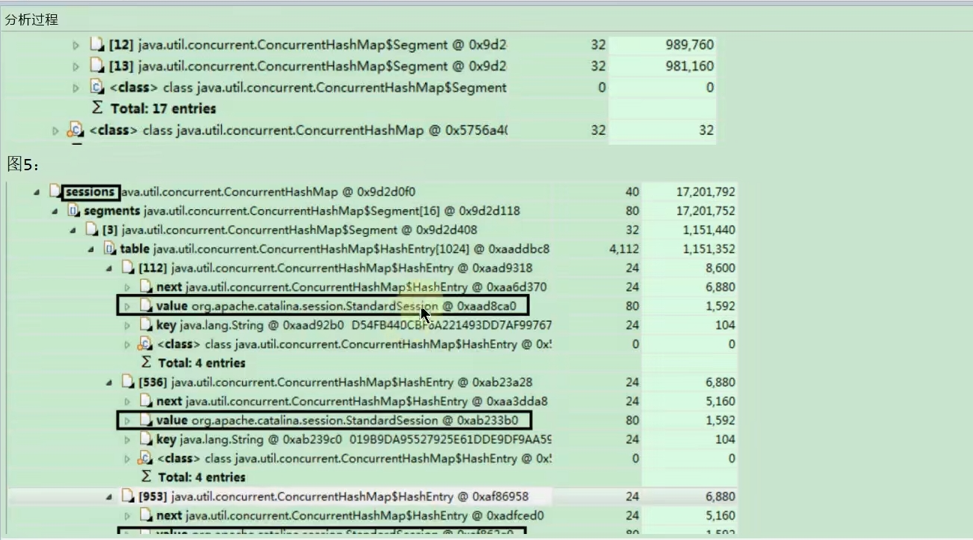 分析过程
[12] java.util.concurrent.ConcurrentHashMap$Segment @ 0x9d2 32 989,760
[13] java.util.concurrent.ConcurrentHashMap$Segment @ 0x9d2 32 981,160
<class> class java.util.concurrent.ConcurrentHashMap$Segment 0 0
Σ Total: 17 entries
<class> class java.util.concurrent.ConcurrentHashMap @ 0x5756a4( 32 32
图5：
sessions java.util.concurrent.ConcurrentHashMap @ 0x9d2d0f0 40 17,201,792
segments java.util.concurrent.ConcurrentHashMap$Segment[16] @ 0x9d2d118 80 17,201,752
[3] java.util.concurrent.ConcurrentHashMap$Segment @ 0x9d2d408 32 1,151,440
table java.util.concurrent.ConcurrentHashMap$HashEntry[1024] @ 0xaaddbc8 4,112 1,151,352
[112] java.util.concurrent.ConcurrentHashMap$HashEntry @ 0xaad9318 24 8,600
next java.util.concurrent.ConcurrentHashMap$HashEntry @ 0xaa6d370 24 6,880
value org.apache.catalina.session.StandardSession @ 0xaad8ca0 80 1,592
key java.lang.String @ 0xaad92b0 24 104
<class> class java.util.concurrent.ConcurrentHashMap$HashEntry @ 0x 0 0
Σ Total: 4 entries
[536] java.util.concurrent.ConcurrentHashMap$HashEntry @ 0xab23a28 24 6,880
next java.util.concurrent.ConcurrentHashMap$HashEntry @ 0xaa3dda8 24 5,160
value org.apache.catalina.session.StandardSession @ 0xab233b0 80 1,592
key java.lang.String @ 0xab239c0 019B9DA95527925E61DDE9DF9AA59 24 104
<class> class java.util.concurrent.ConcurrentHashMap$HashEntry @ 0x 0 0
Σ Total: 4 entries
[953] java.util.concurrent.ConcurrentHashMap$HashEntry @ 0xaf86958 24 6,880
next java.util.concurrent.ConcurrentHashMap$HashEntry @ 0xadfced0 24 5,160